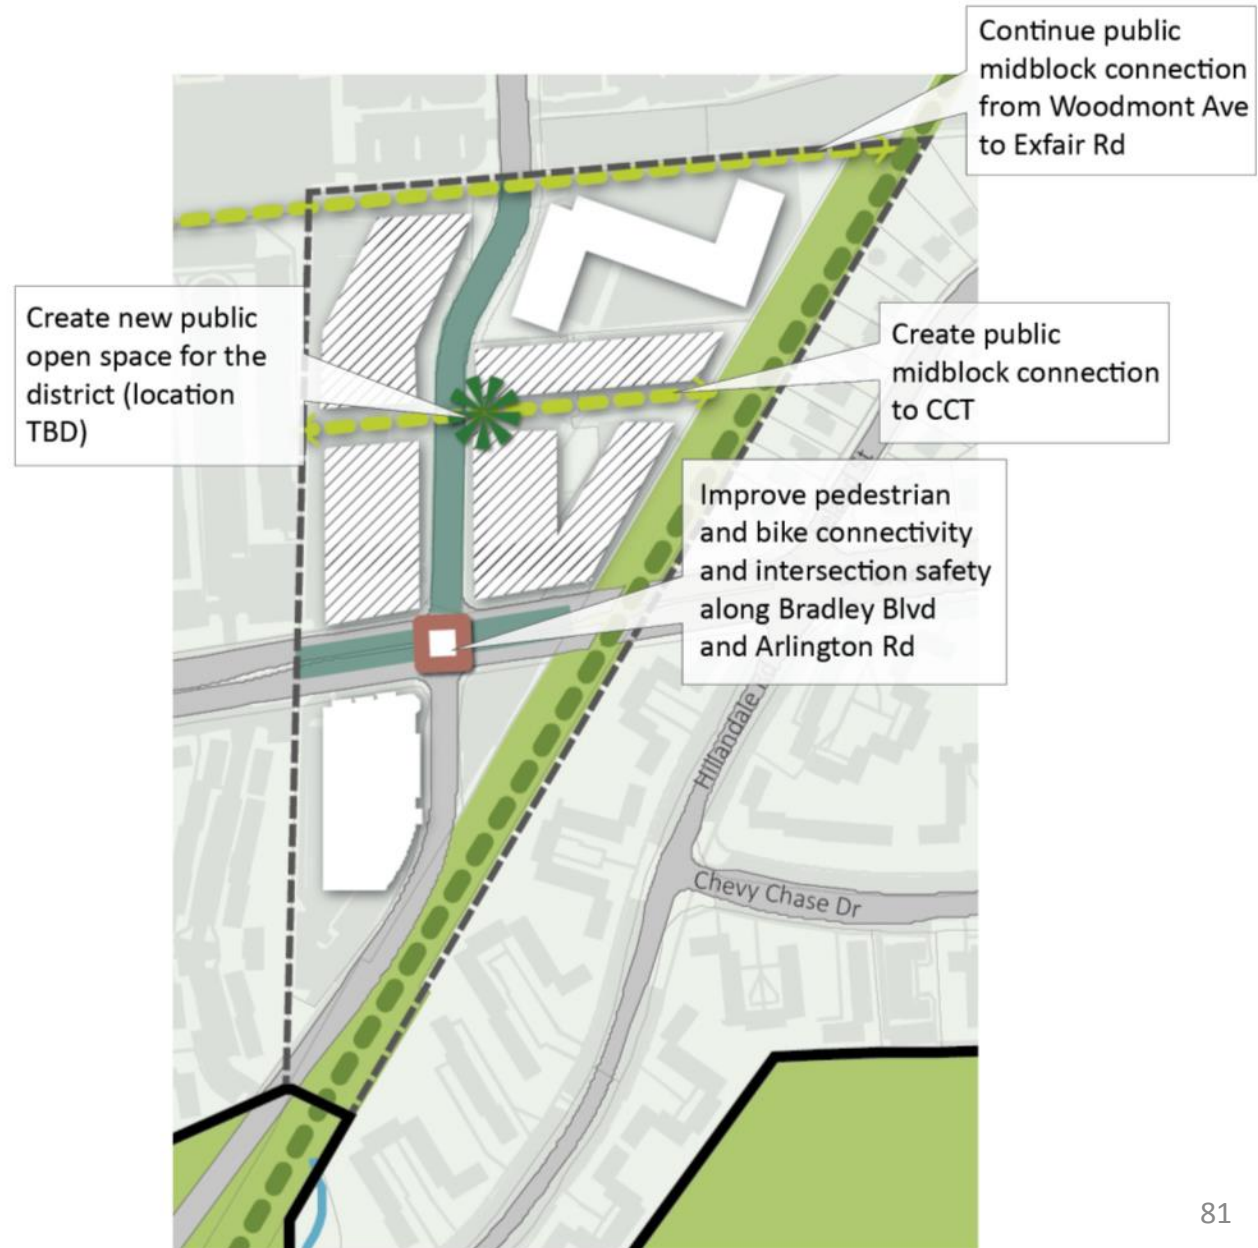 Continue public
midblock connection
from Woodmont Ave
to Exfair Rd
Create new public
open space for the
district (location
TBD)
Create public
midblock connection
to CCT
Improve pedestrian
and bike connectivity
and intersection safety
along Bradley Blvd
and Arlington Rd
Hillandale Rd
Chevy Chase Dr
81